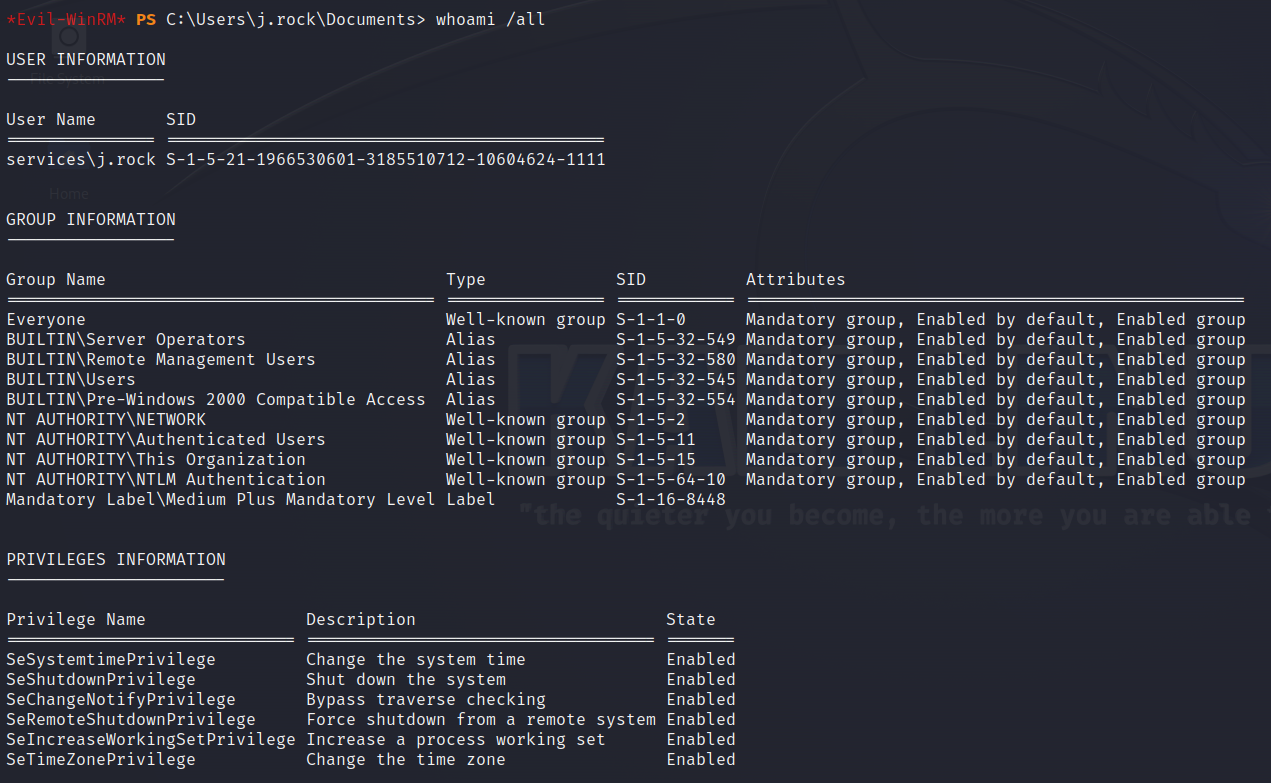 *Evil-WinRM* PS C:\Users\j.rock\Documents> whoami /all
USER INFORMATION
File System
----------------
User Name SID
=============== ============================================
services\j.rock S-1-5-21-1966530601-3185510712-10604624-1111
Home
GROUP INFORMATION
-----------------
Group Name Type SID Attributes
=========================================== ================ ============ ==================================================
Everyone Well-known group S-1-1-0 Mandatory group, Enabled by default, Enabled group
BUILTIN\Server Operators Alias S-1-5-32-549 Mandatory group, Enabled by default, Enabled group
BUILTIN\Remote Management Users Alias S-1-5-32-580 Mandatory group, Enabled by default, Enabled group
BUILTIN\Users Alias S-1-5-32-545 Mandatory group, Enabled by default, Enabled group
BUILTIN\Pre-Windows 2000 Compatible Access Alias S-1-5-32-554 Mandatory group, Enabled by default, Enabled group
NT AUTHORITY\NETWORK Well-known group S-1-5-2 Mandatory group, Enabled by default, Enabled group
NT AUTHORITY\Authenticated Users Well-known group S-1-5-11 Mandatory group, Enabled by default, Enabled group
NT AUTHORITY\This Organization Well-known group S-1-5-15 Mandatory group, Enabled by default, Enabled group
NT AUTHORITY\NTLM Authentication Well-known group S-1-5-64-10 Mandatory group, Enabled by default, Enabled group
Mandatory Label\Medium Plus Mandatory Level Label S-1-16-8448
"the quieter you become, the more you are able
PRIVILEGES INFORMATION
----------------------
Privilege Name Description State
============================= =================================== =======
SeSystemtimePrivilege Change the system time Enabled
SeShutdownPrivilege Shut down the system Enabled
SeChangeNotifyPrivilege Bypass traverse checking Enabled
SeRemoteShutdownPrivilege Force shutdown from a remote system Enabled
SeIncreaseWorkingSetPrivilege Increase a process working set Enabled
SeTimeZonePrivilege Change the time zone Enabled